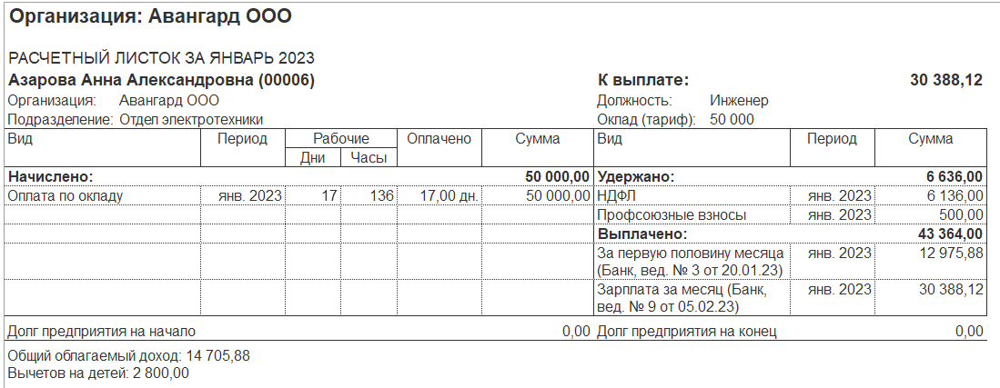 Организация: Авангард ООО
РАСЧЕТНЫЙ ЛИСТОК ЗА ЯНВАРЬ 2023
Азарова Анна Александровна (00006) К выплате: 30 388,12
Организация: Авангард ООО Должность: Инженер
Подразделение: Отдел электротехники Оклад (тариф): 50 000
Вид Период Рабочие Оплачено Сумма Вид Период Сумма
Дни Часы
Начислено: 50 000,00 Удержано: 6 636,00
Оплата по окладу янв. 2023 17 136 17,00 дн. 50 000,00 НДФЛ янв. 2023 6 136,00
Профсоюзные взносы янв. 2023 500,00
Выплачено: 43 364,00
За первую половину месяца янв. 2023 12 975,88
(Банк, вед. № 3 от 20.01.23)
Зарплата за месяц (Банк, янв. 2023 30 388,12
вед. № 9 от 05.02.23)
Долг предприятия на начало 0,00 Долг предприятия на конец 0,00
Общий облагаемый доход: 14 705,88
Вычетов на детей: 2 800,00